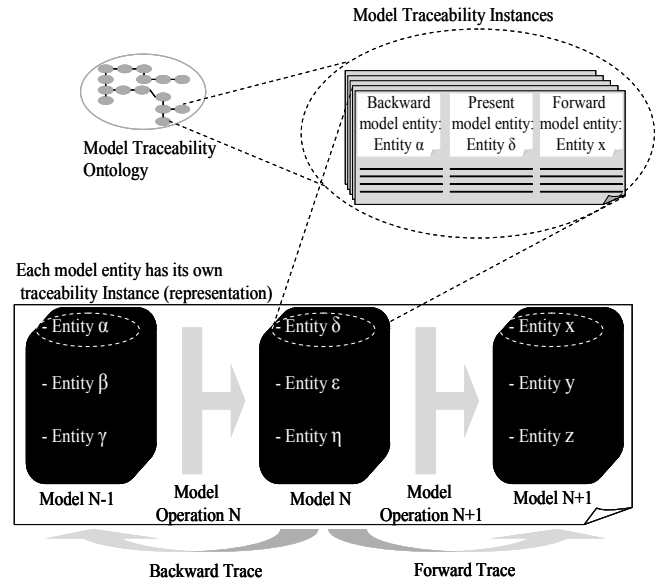 Model Traceability Instances
Backward
model entity:
Entity α
Present
model entity:
Entity δ
Forward
model entity:
Entity x
Model Traceability
Ontology
Each model entity has its own
traceability Instance (representation)
- Entity α
- Entity β
- Entity γ
Model N-1
Model
Operation N
- Entity δ
- Entity ε
- Entity η
Model N
Model
Operation N+1
- Entity x
- Entity y
- Entity z
Model N+1
Backward Trace
Forward Trace